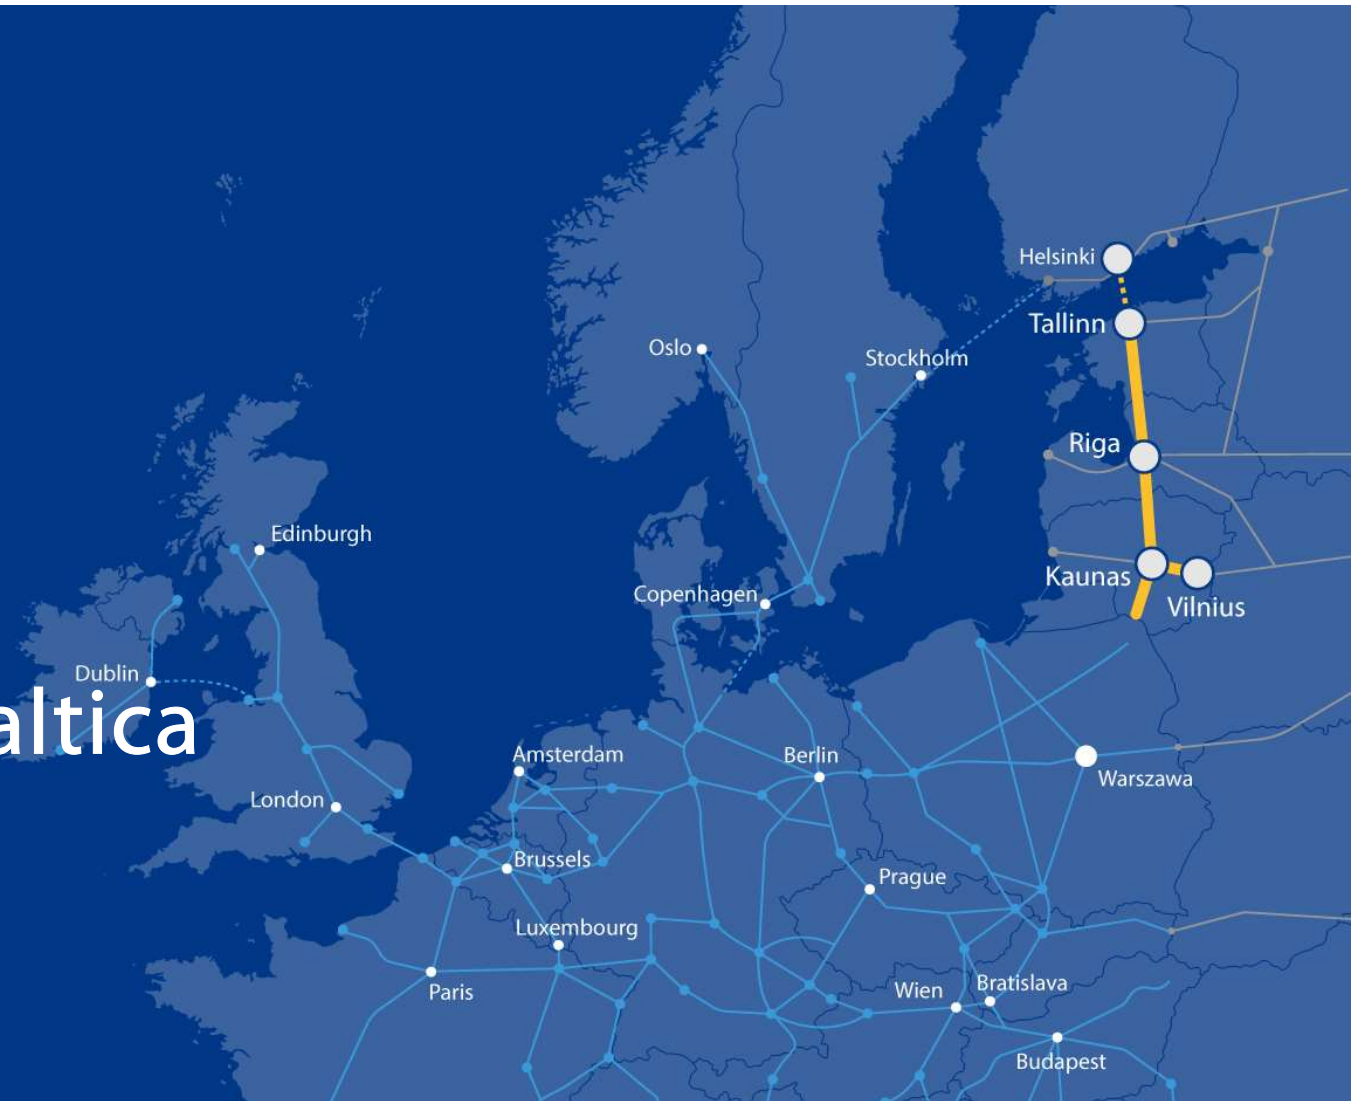 Helsinki
Tallinn
Oslo
Stockholm
Riga
Edinburgh
Kaunas
Copenhagen
Vilnius
Dublin
altica
Amsterdam
Berlin
Warszawa
London
Brussels
Prague
Luxembourg
Wien
Bratislava
Paris
Budapest